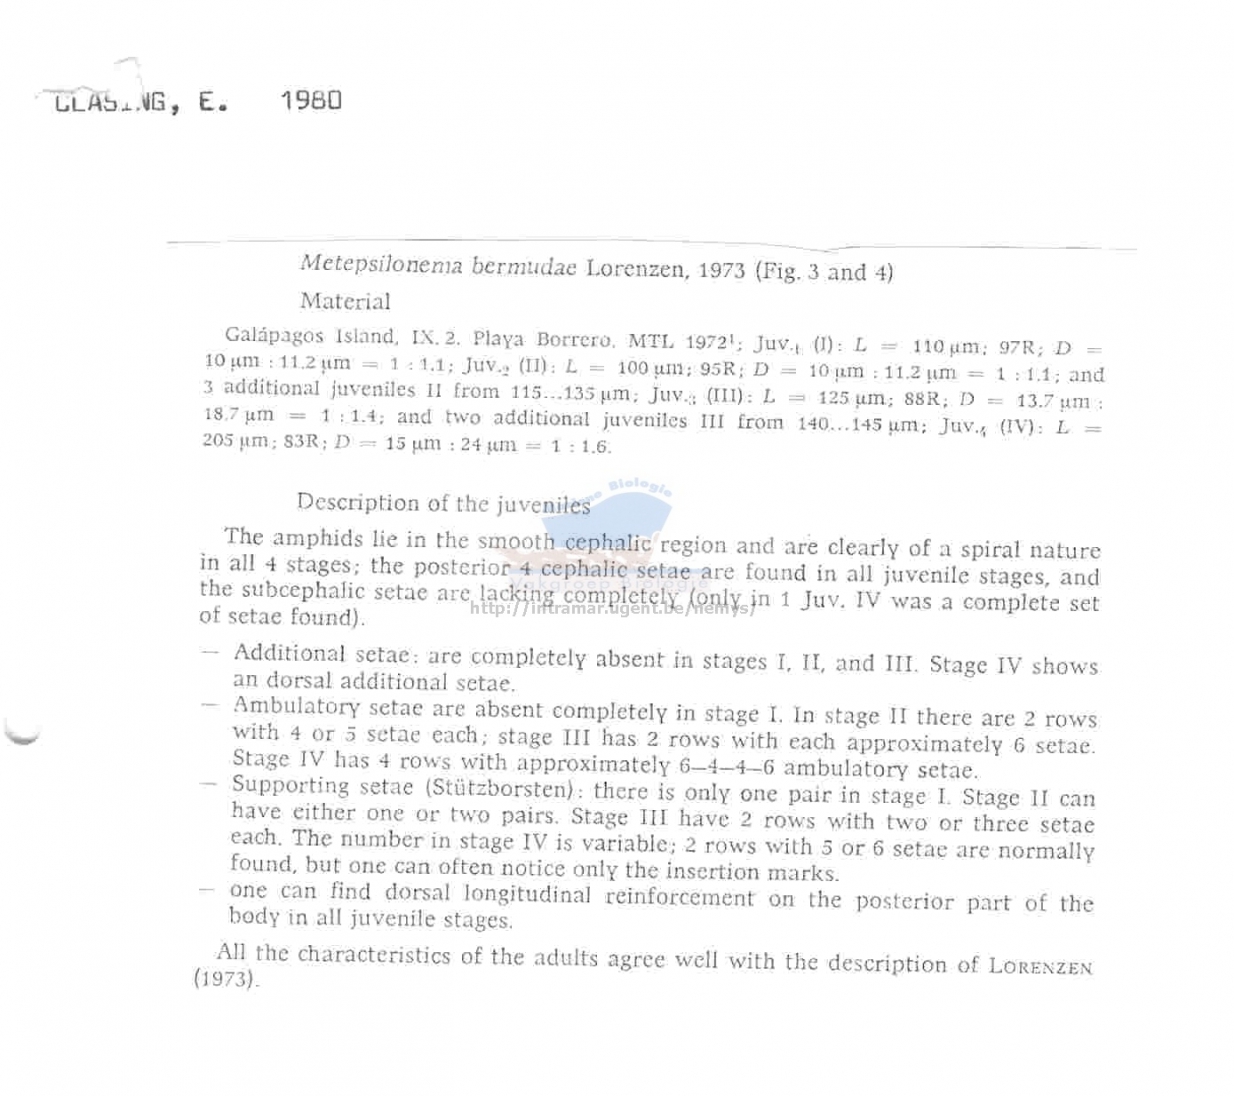 CLASING, E. 1980
Metepsilonema bermudae Lorenzen, 1973 (Fig. 3 and 4)
Material
Galápagos Island, IX. 2. Playa Borrero. MTL 1972¹; Juv.₁ (I): L = 110 µm; 97R; D =
10 µm : 11.2 µm = 1 : 1.1; Juv.₂ (II): L = 100 µm; 95R; D = 10 µm : 11.2 µm = 1 : 1.1; and
3 additional juveniles II from 115...135 µm; Juv.₃ (III): L = 125 µm; 88R; D = 13.7 µm :
18.7 µm = 1 : 1.4; and two additional juveniles III from 140...145 µm; Juv.₄ (IV): L =
205 µm; 83R; D = 15 µm : 24 µm = 1 : 1.6.
Biologie
Description of the juveniles
The amphids lie in the smooth cephalic region and are clearly of a spiral nature
in all 4 stages; the posterior 4 cephalic setae are found in all juvenile stages, and
Vakgroep Biologie
the subcephalic setae are lacking completely (only in 1 Juv. IV was a complete set
http://intramar.ugent.be/nemys/
of setae found).
— Additional setae: are completely absent in stages I, II, and III. Stage IV shows
an dorsal additional setae.
— Ambulatory setae are absent completely in stage I. In stage II there are 2 rows
with 4 or 5 setae each; stage III has 2 rows with each approximately 6 setae.
Stage IV has 4 rows with approximately 6–4–4–6 ambulatory setae.
— Supporting setae (Stützborsten): there is only one pair in stage I. Stage II can
have either one or two pairs. Stage III have 2 rows with two or three setae
each. The number in stage IV is variable; 2 rows with 5 or 6 setae are normally
found, but one can often notice only the insertion marks.
— one can find dorsal longitudinal reinforcement on the posterior part of the
body in all juvenile stages.
All the characteristics of the adults agree well with the description of LORENZEN
(1973).